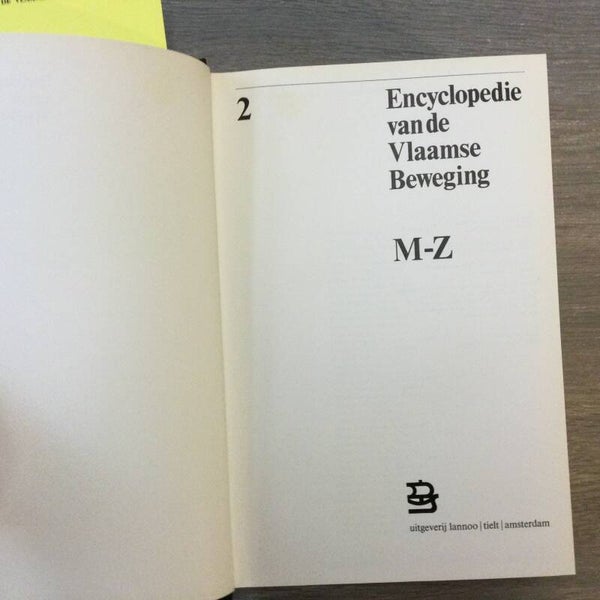 2
Encyclopedie
van de
Vlaamse
Beweging
M-Z
uitgeverij lannoo | tielt | amsterdam